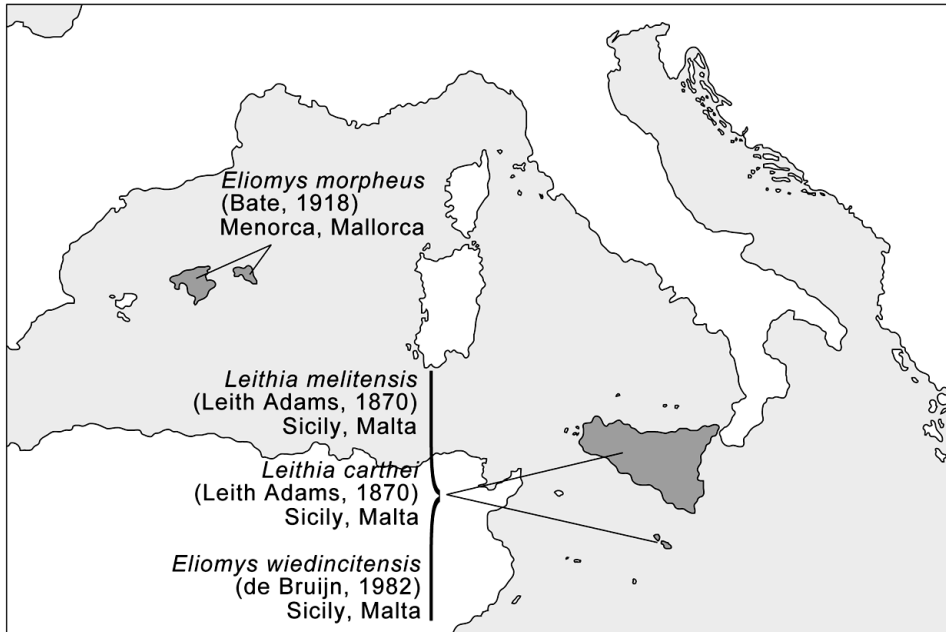 Eliomys morpheus
(Bate, 1918)
Menorca, Mallorca
Leithia melitensis
(Leith Adams, 1870)
Sicily, Malta
Leithia carthei
(Leith Adams, 1870)
Sicily, Malta
Eliomys wiedincitensis
(de Bruijn, 1982)
Sicily, Malta